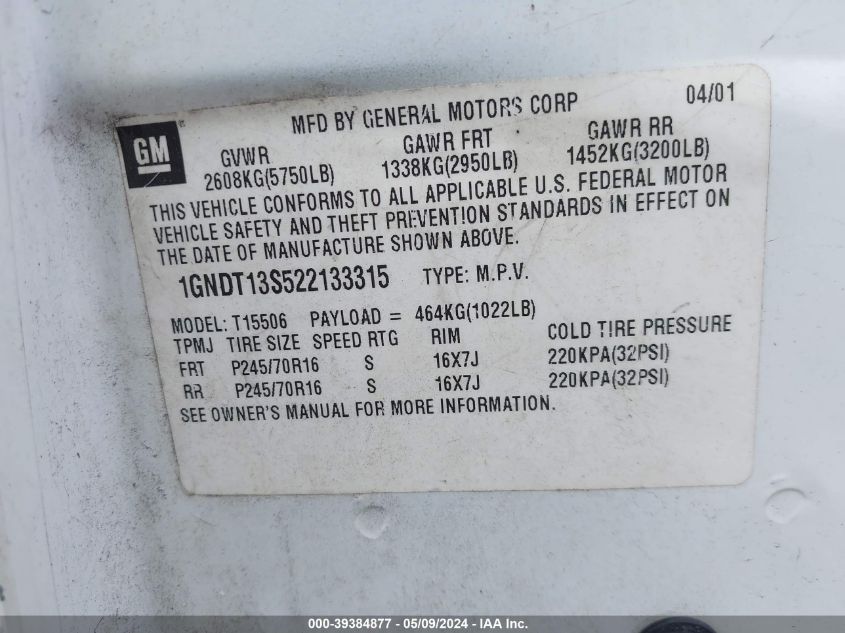 MFD BY GENERAL MOTORS CORP 04/01
GM®
GVWR GAWR FRT GAWR RR
2608KG(5750LB) 1338KG(2950LB) 1452KG(3200LB)
THIS VEHICLE CONFORMS TO ALL APPLICABLE U.S. FEDERAL MOTOR
VEHICLE SAFETY AND THEFT PREVENTION STANDARDS IN EFFECT ON
THE DATE OF MANUFACTURE SHOWN ABOVE.
1GNDT13S522133315 TYPE: M.P.V.
MODEL: T15506 PAYLOAD = 464KG(1022LB)
TPMJ TIRE SIZE SPEED RTG RIM COLD TIRE PRESSURE
FRT P245/70R16 S 16X7J 220KPA(32PSI)
RR P245/70R16 S 16X7J 220KPA(32PSI)
SEE OWNER'S MANUAL FOR MORE INFORMATION.
000-39384877 - 05/09/2024 - IAA Inc.